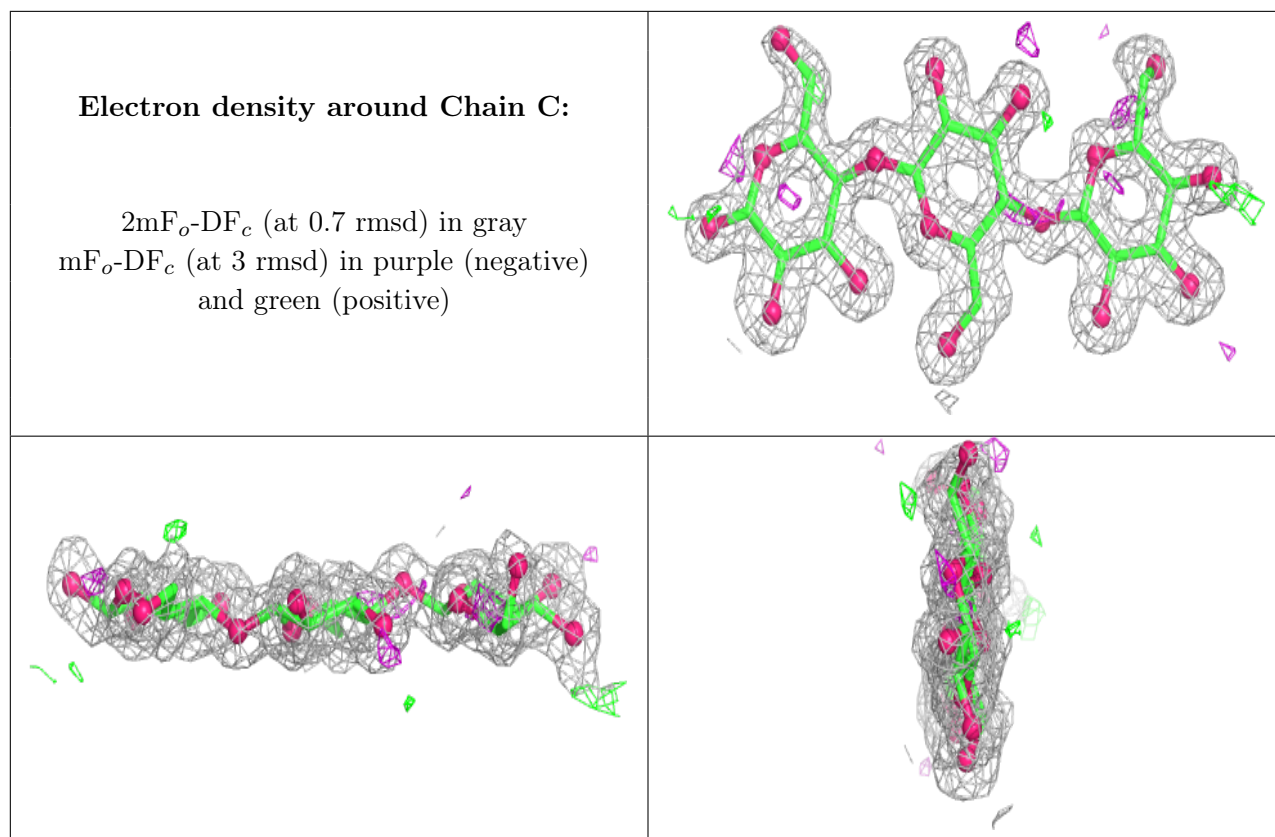 Electron density around Chain C:
2mFₒ-DF𝒸 (at 0.7 rmsd) in gray
mFₒ-DF𝒸 (at 3 rmsd) in purple (negative)
and green (positive)